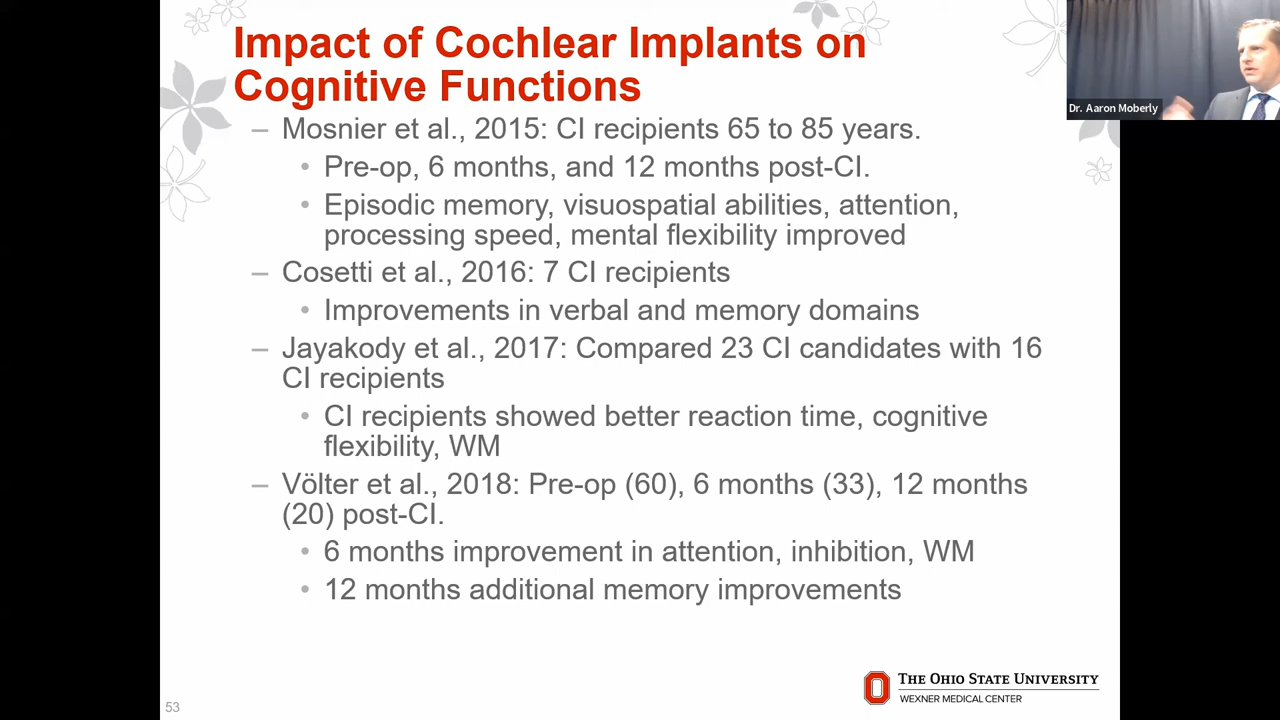 Impact of Cochlear Implants on
Cognitive Functions
– Mosnier et al., 2015: CI recipients 65 to 85 years.
• Pre-op, 6 months, and 12 months post-CI.
• Episodic memory, visuospatial abilities, attention,
processing speed, mental flexibility improved
– Cosetti et al., 2016: 7 CI recipients
• Improvements in verbal and memory domains
– Jayakody et al., 2017: Compared 23 CI candidates with 16
CI recipients
• CI recipients showed better reaction time, cognitive
flexibility, WM
– Völter et al., 2018: Pre-op (60), 6 months (33), 12 months
(20) post-CI.
• 6 months improvement in attention, inhibition, WM
• 12 months additional memory improvements
Dr. Aaron Moberly
THE OHIO STATE UNIVERSITY
WEXNER MEDICAL CENTER
53